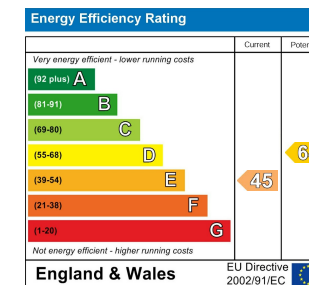 Energy Efficiency Rating
Current
Very energy efficient - lower running costs
(92 plus) A
(81-91) B
(69-80) C
(55-68) D
(39-54) E 45
(21-38) F
(1-20) G
Not energy efficient - higher running costs
England & Wales
EU Directive
2002/91/EC